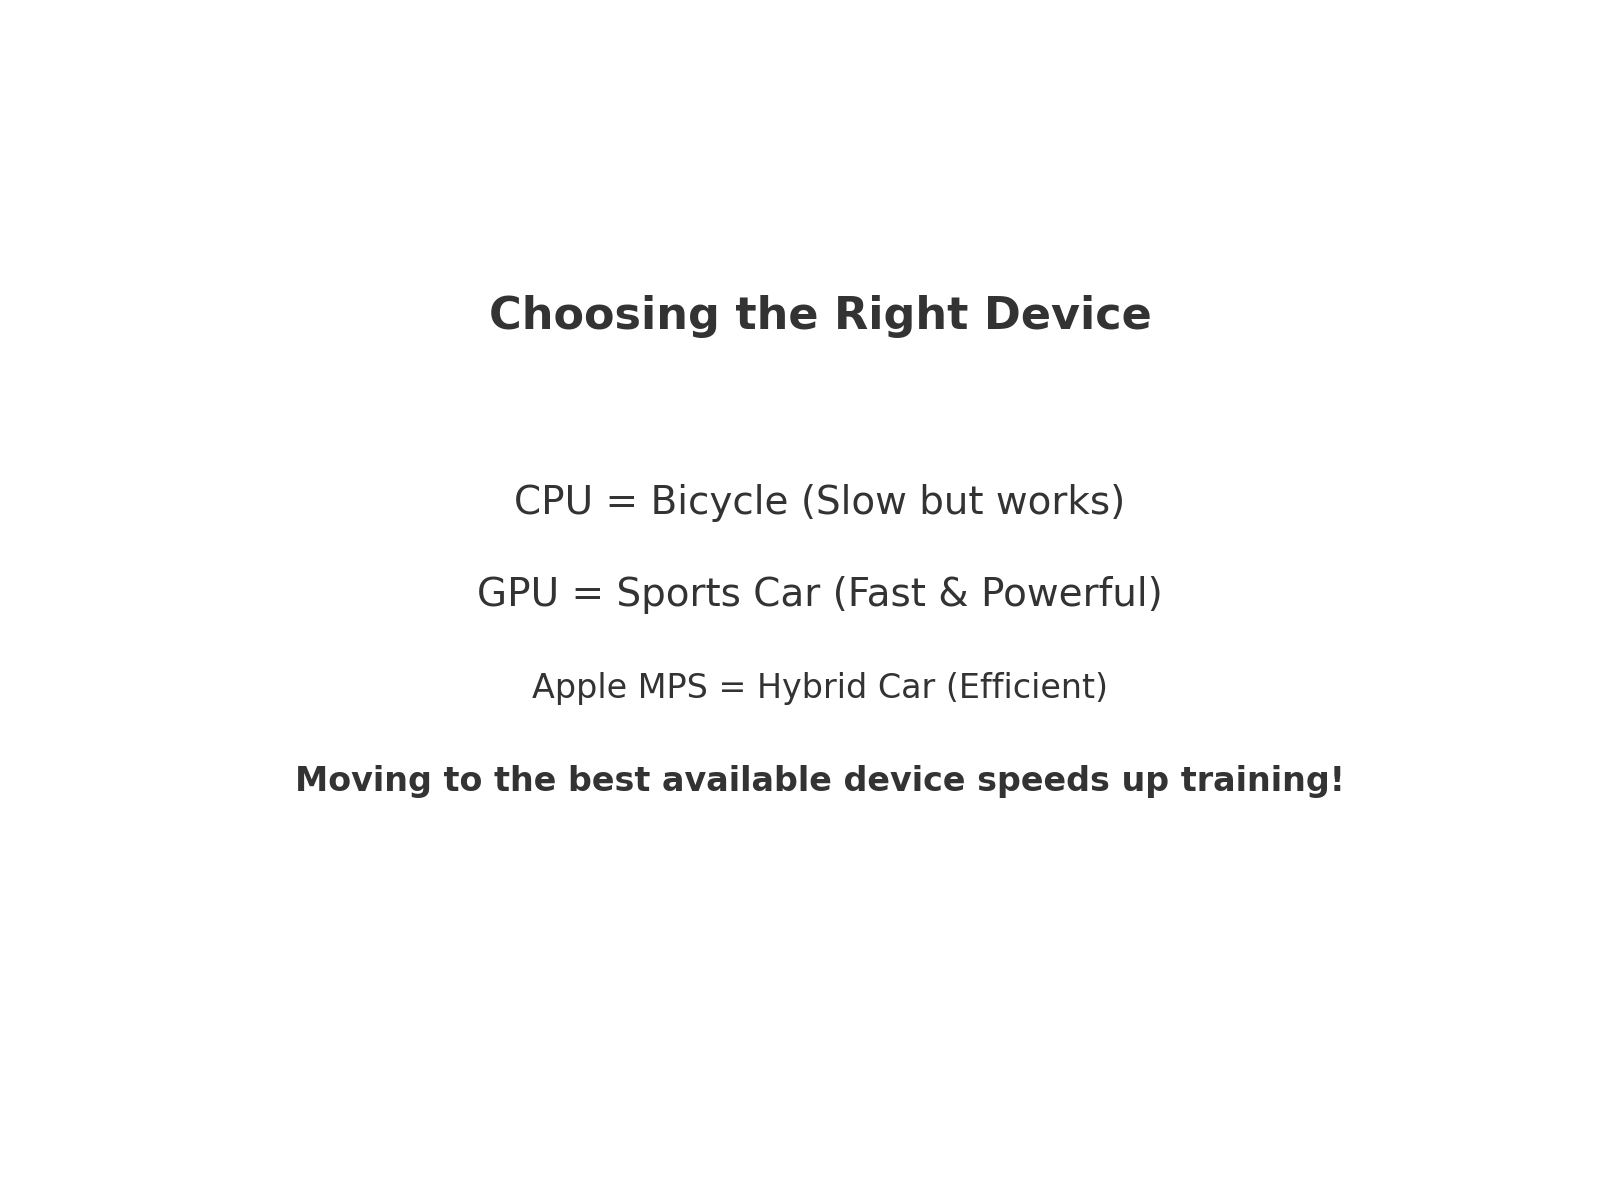 Choosing the Right Device
CPU = Bicycle (Slow but works)
GPU = Sports Car (Fast & Powerful)
Apple MPS = Hybrid Car (Efficient)
Moving to the best available device speeds up training!